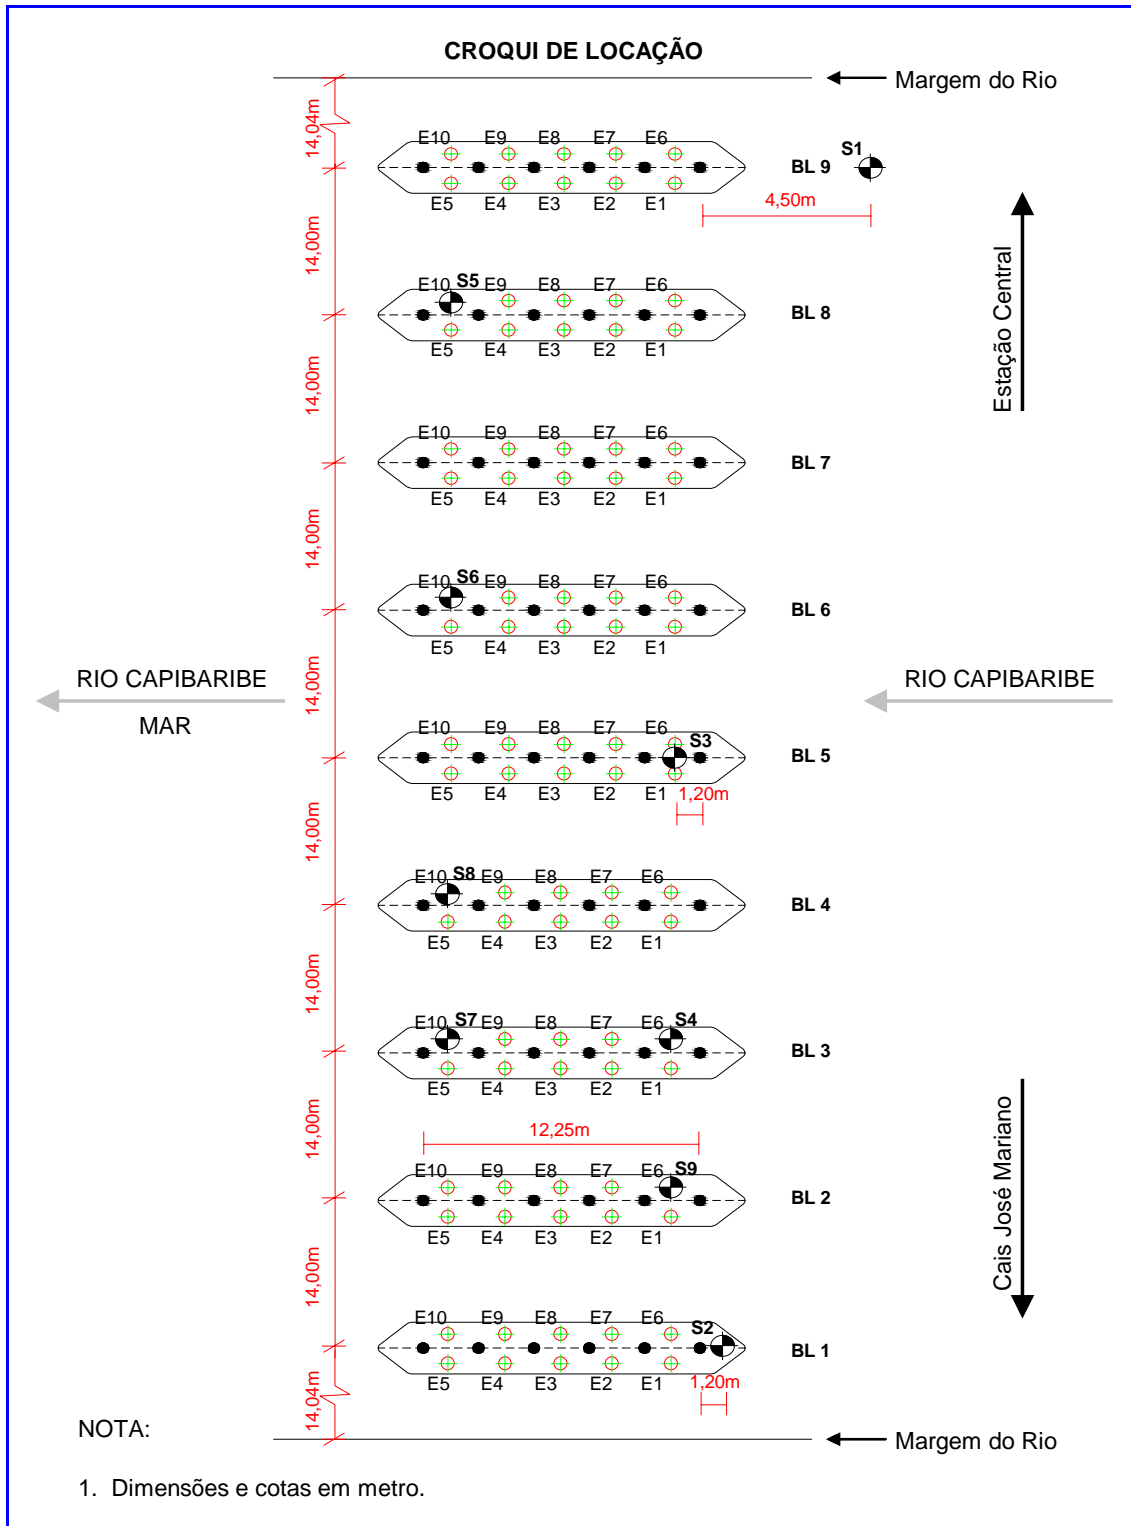 CROQUI DE LOCAÇÃO
Margem do Rio
14,04m
E10 E9 E8 E7 E6
BL 9
S1
E5 E4 E3 E2 E1
4,50m
14,00m
Estação Central
E10 S5 E9 E8 E7 E6
BL 8
E5 E4 E3 E2 E1
14,00m
E10 E9 E8 E7 E6
BL 7
E5 E4 E3 E2 E1
14,00m
E10 S6 E9 E8 E7 E6
BL 6
E5 E4 E3 E2 E1
RIO CAPIBARIBE
MAR
14,00m
RIO CAPIBARIBE
E10 E9 E8 E7 E6 S3
BL 5
E5 E4 E3 E2 E1
1,20m
14,00m
E10 S8 E9 E8 E7 E6
BL 4
E5 E4 E3 E2 E1
14,00m
E10 S7 E9 E8 E7 E6 S4
BL 3
E5 E4 E3 E2 E1
14,00m
12,25m
Cais José Mariano
E10 E9 E8 E7 E6 S9
BL 2
E5 E4 E3 E2 E1
14,00m
E10 E9 E8 E7 E6 S2
BL 1
E5 E4 E3 E2 E1
1,20m
14,04m
NOTA:
Margem do Rio
1. Dimensões e cotas em metro.